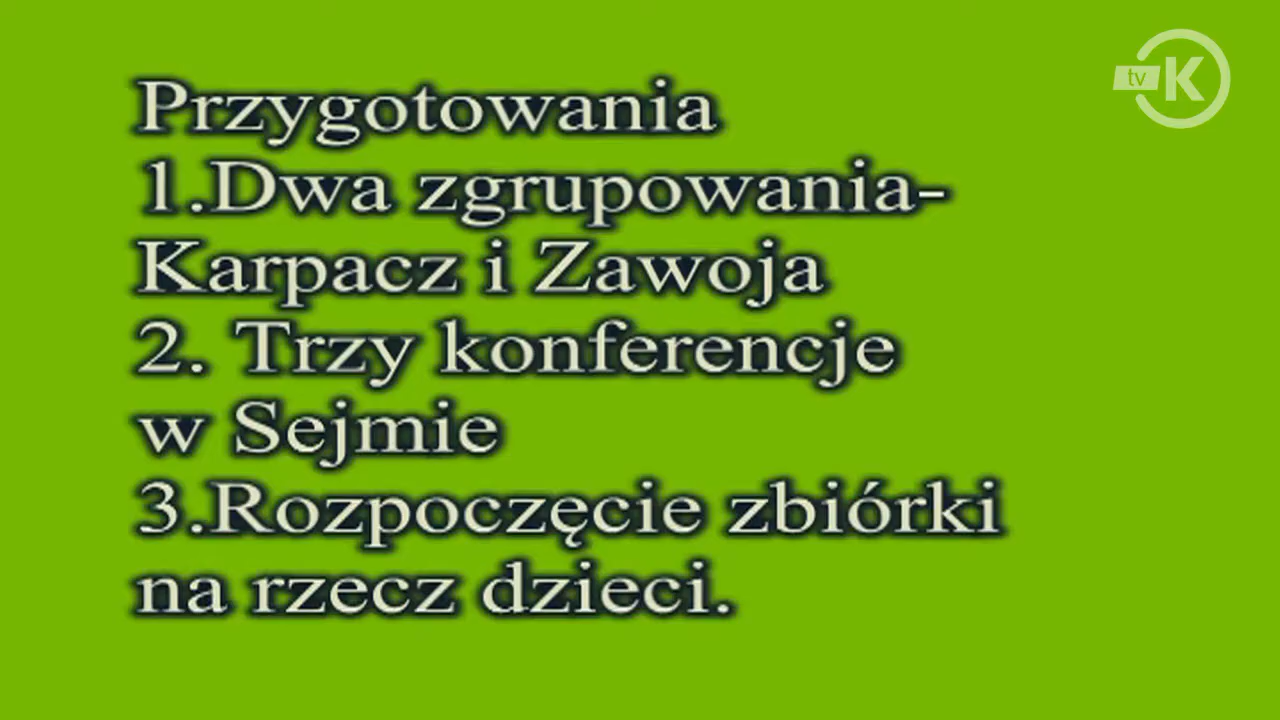 tv K
Przygotowania
1.Dwa zgrupowania-
Karpacz i Zawoja
2. Trzy konferencje
w Sejmie
3.Rozpoczęcie zbiórki
na rzecz dzieci.